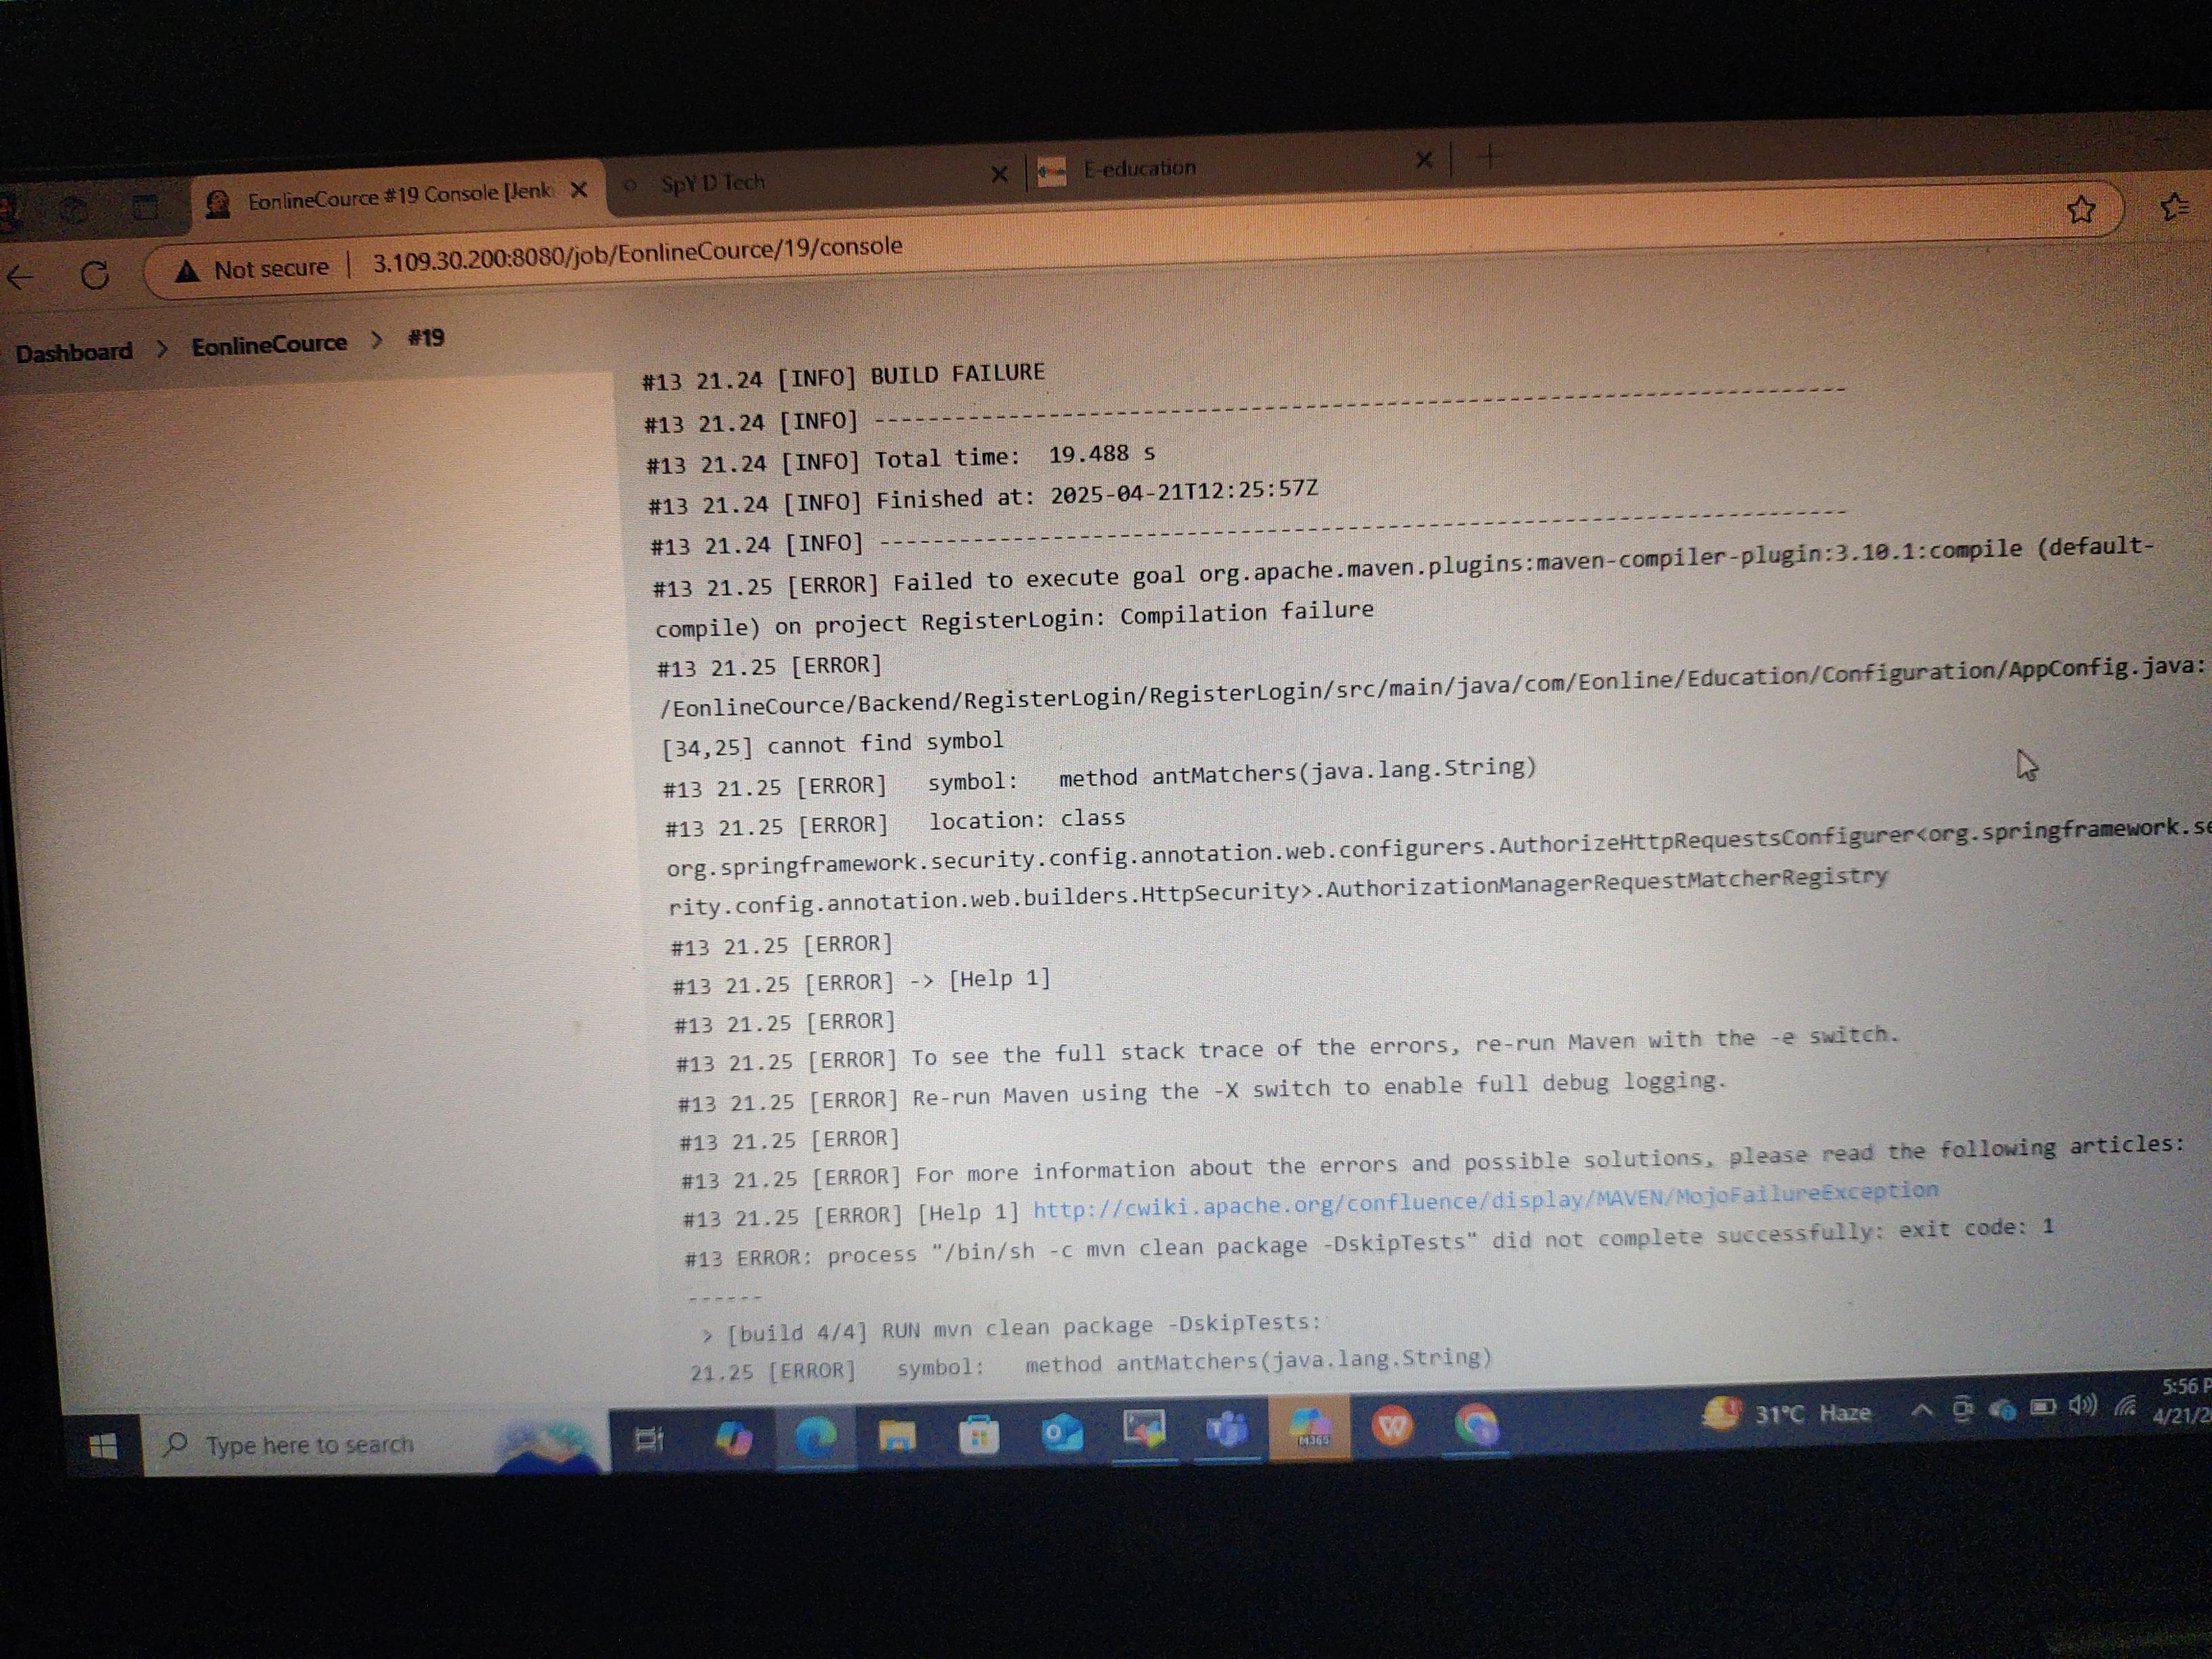 EonlineCource #19 Console [Jenk
SpY D Tech
E-education
Not secure
3.109.30.200:8080/job/EonlineCource/19/console
Dashboard > EonlineCource > #19
#13 21.24 [INFO] BUILD FAILURE
#13 21.24 [INFO] ------------------------------------------------------------------------
#13 21.24 [INFO] Total time:  19.488 s
#13 21.24 [INFO] Finished at: 2025-04-21T12:25:57Z
#13 21.24 [INFO] ------------------------------------------------------------------------
#13 21.25 [ERROR] Failed to execute goal org.apache.maven.plugins:maven-compiler-plugin:3.10.1:compile (default-
compile) on project RegisterLogin: Compilation failure
#13 21.25 [ERROR]
/EonlineCource/Backend/RegisterLogin/RegisterLogin/src/main/java/com/Eonline/Education/Configuration/AppConfig.java:
[34,25] cannot find symbol
#13 21.25 [ERROR]   symbol:   method antMatchers(java.lang.String)
#13 21.25 [ERROR]   location: class
org.springframework.security.config.annotation.web.configurers.AuthorizeHttpRequestsConfigurer<org.springframework.se
rity.config.annotation.web.builders.HttpSecurity>.AuthorizationManagerRequestMatcherRegistry
#13 21.25 [ERROR]
#13 21.25 [ERROR] -> [Help 1]
#13 21.25 [ERROR]
#13 21.25 [ERROR] To see the full stack trace of the errors, re-run Maven with the -e switch.
#13 21.25 [ERROR] Re-run Maven using the -X switch to enable full debug logging.
#13 21.25 [ERROR]
#13 21.25 [ERROR] For more information about the errors and possible solutions, please read the following articles:
#13 21.25 [ERROR] [Help 1] http://cwiki.apache.org/confluence/display/MAVEN/MojoFailureException
#13 ERROR: process "/bin/sh -c mvn clean package -DskipTests" did not complete successfully: exit code: 1
------
> [build 4/4] RUN mvn clean package -DskipTests:
21.25 [ERROR]   symbol:   method antMatchers(java.lang.String)
Type here to search
M365
31°C Haze
5:56 P
4/21/2